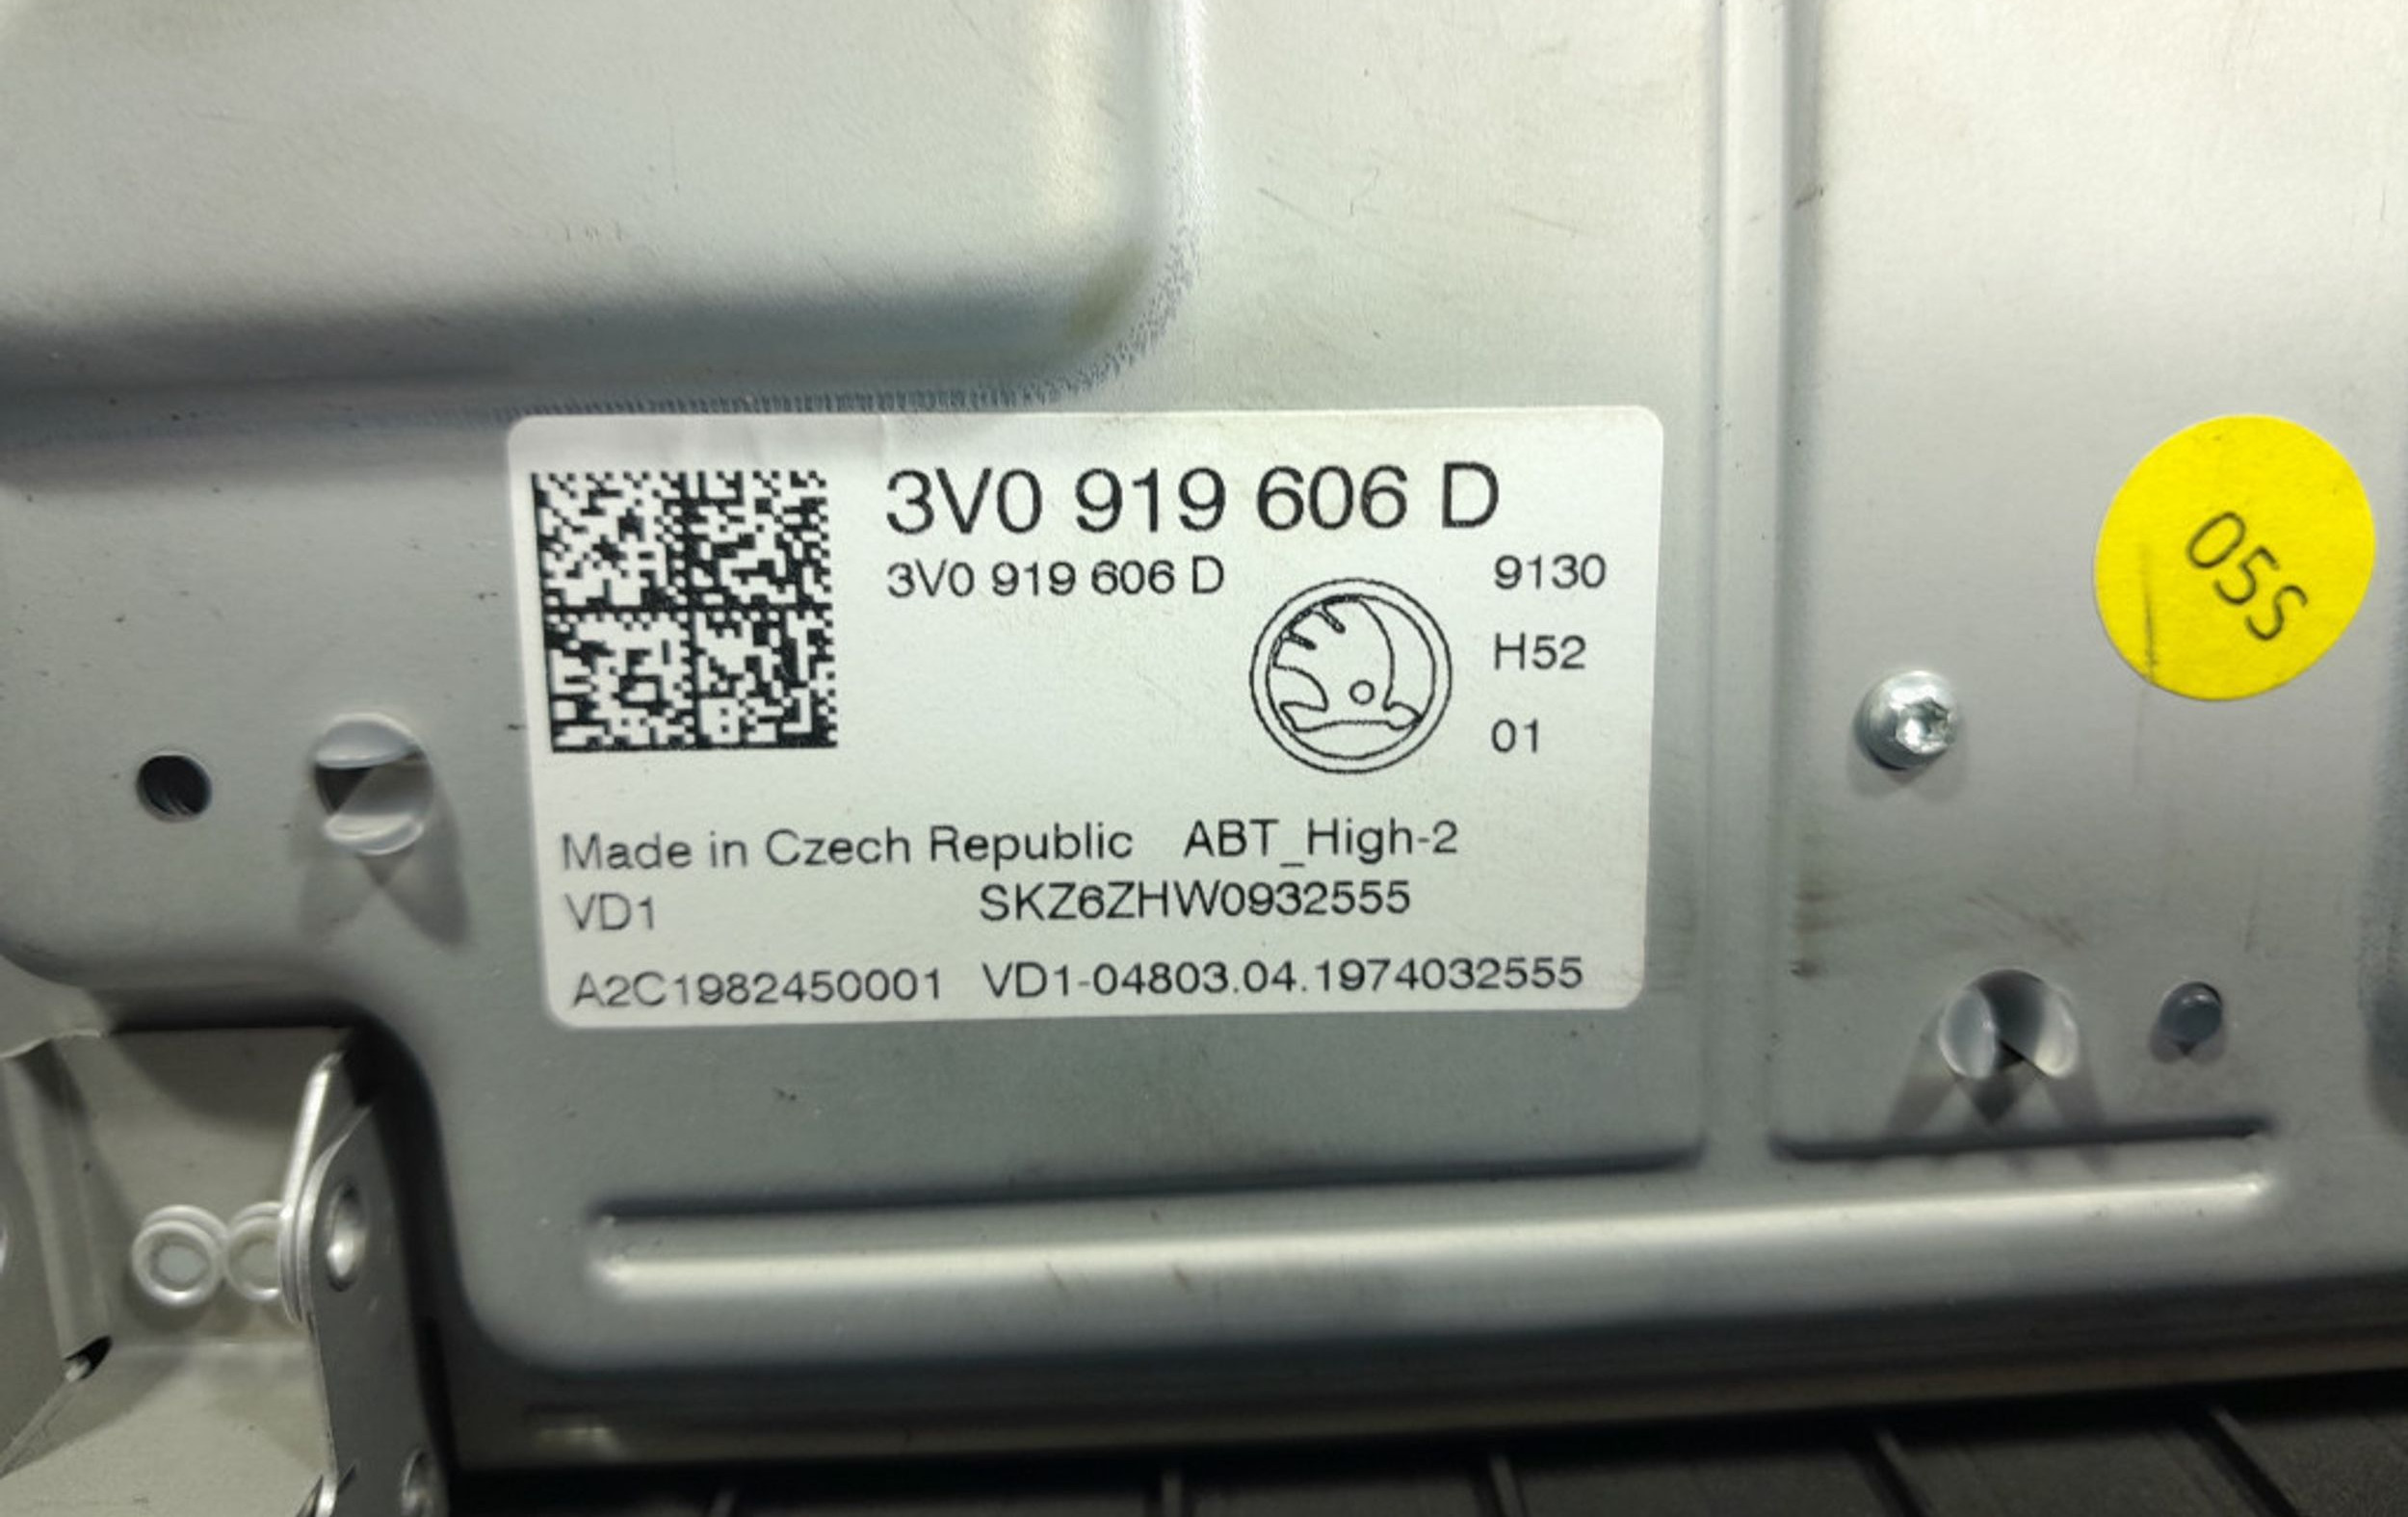 3V0 919 606 D
3V0 919 606 D
9130
H52
01
Made in Czech Republic ABT_High-2
VD1 SKZ6ZHW0932555
A2C1982450001 VD1-04803.04.1974032555
05S